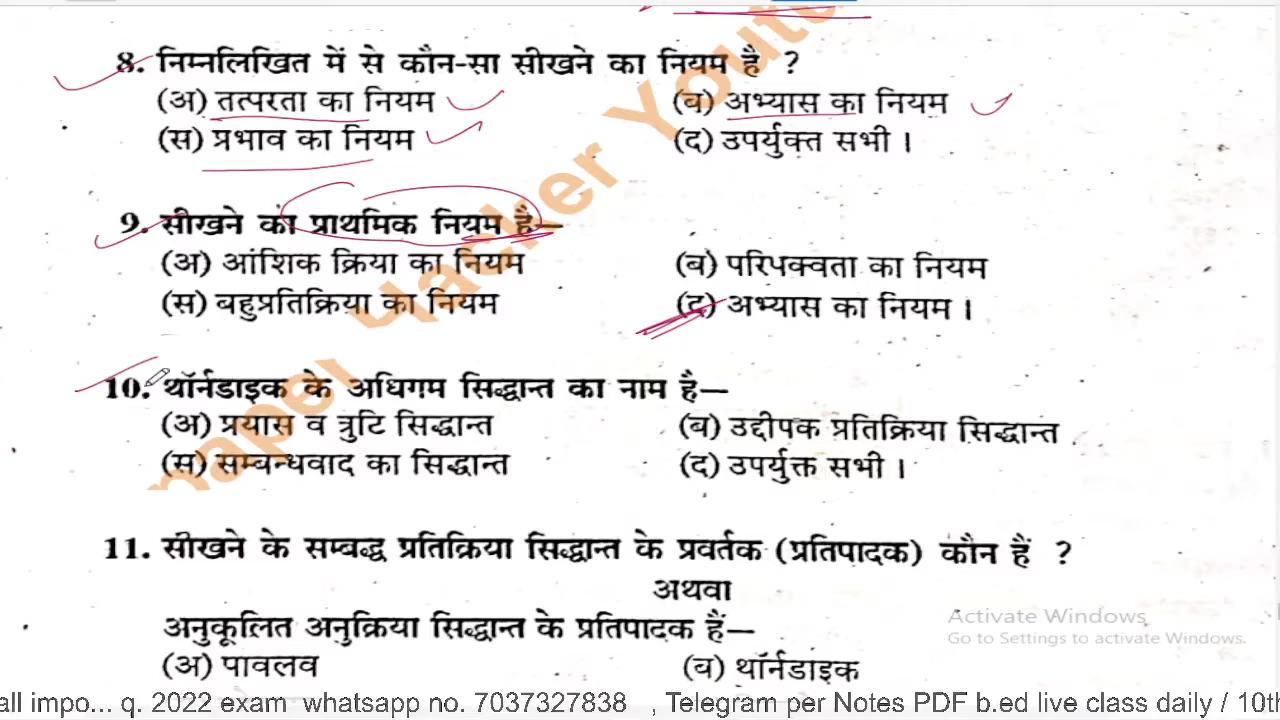 8. निम्नलिखित में से कौन-सा सीखने का नियम है ?
(अ) तत्परता का नियम (ब) अभ्यास का नियम
(स) प्रभाव का नियम (द) उपर्युक्त सभी ।
9. सीखने का प्राथमिक नियम है—
(अ) आंशिक क्रिया का नियम (ब) परिपक्वता का नियम
(स) बहुप्रतिक्रिया का नियम (द) अभ्यास का नियम ।
10. थॉर्नडाइक के अधिगम सिद्धान्त का नाम है—
(अ) प्रयास व त्रुटि सिद्धान्त (ब) उद्दीपक प्रतिक्रिया सिद्धान्त
(स) सम्बन्धवाद का सिद्धान्त (द) उपर्युक्त सभी ।
11. सीखने के सम्बद्ध प्रतिक्रिया सिद्धान्त के प्रवर्तक (प्रतिपादक) कौन हैं ?
अथवा
अनुकूलित अनुक्रिया सिद्धान्त के प्रतिपादक हैं—
(अ) पावलव (ब) थॉर्नडाइक
paper Hacker Youtu
Activate Windows
Go to Settings to activate Windows.
all impo... q. 2022 exam whatsapp no. 7037327838 , Telegram per Notes PDF b.ed live class daily / 10th